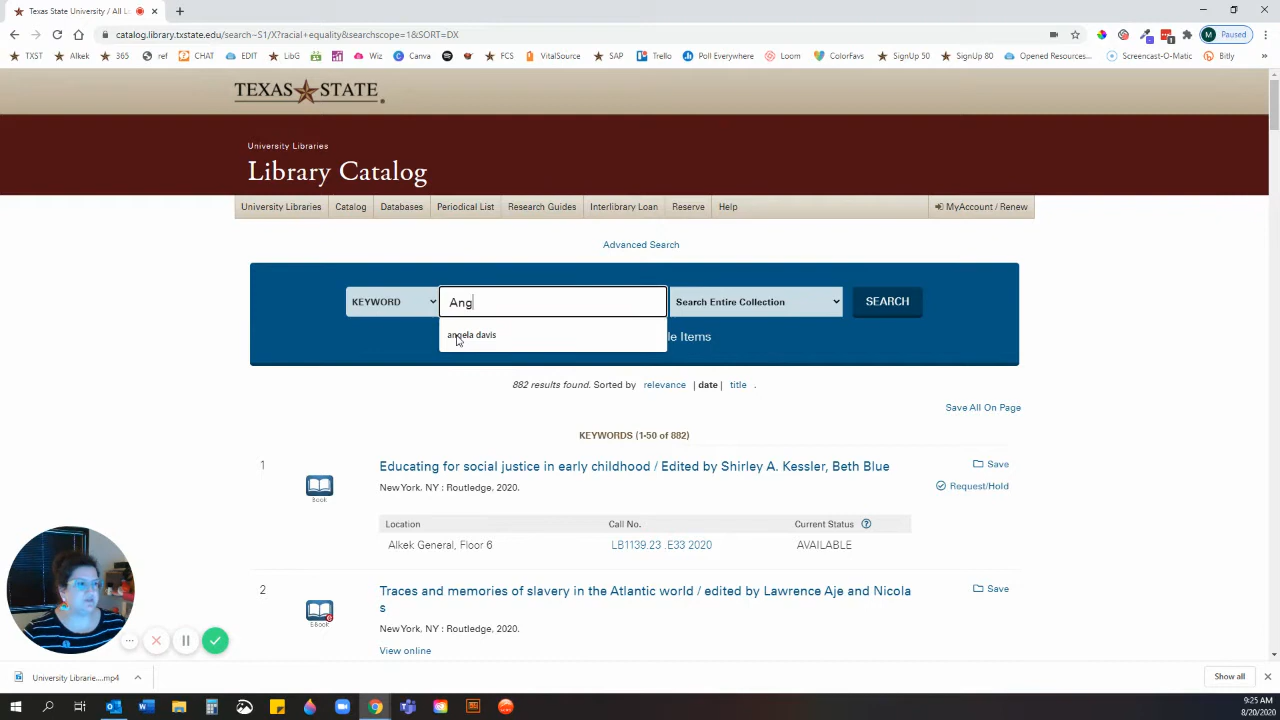 Texas State University / All L
catalog.library.txstate.edu/search~S1/X?racial equality&searchscope=1&SORT=DX
M Paused
TXST Alkek 365 ref CHAT EDT LibG Wiz Canva FCS VitalSource SAP Trello Poll Everywhere Loom ColorFavs SignUp 50 SignUp 80 Opened Resources... Screencast-O-Matic Bitly »
TEXAS STATE
University Libraries
Library Catalog
University Libraries Catalog Databases Periodical List Research Guides Interlibrary Loan Reserve Help MyAccount / Renew
Advanced Search
KEYWORD Ang Search Entire Collection SEARCH
angela davis le Items
882 results found. Sorted by relevance | date | title .
Save All On Page
KEYWORDS (1-50 of 882)
1 Educating for social justice in early childhood / Edited by Shirley A. Kessler, Beth Blue Save
New York, NY : Routledge, 2020. Request/Hold
Book
Location Call No. Current Status ?
Alkek General, Floor 6 LB1139.23 .E33 2020 AVAILABLE
2 Traces and memories of slavery in the Atlantic world / edited by Lawrence Aje and Nicola Save
s
E-Book
New York, NY : Routledge, 2020.
View online
University Librarie....mp4 Show all
9:25 AM
8/20/2020